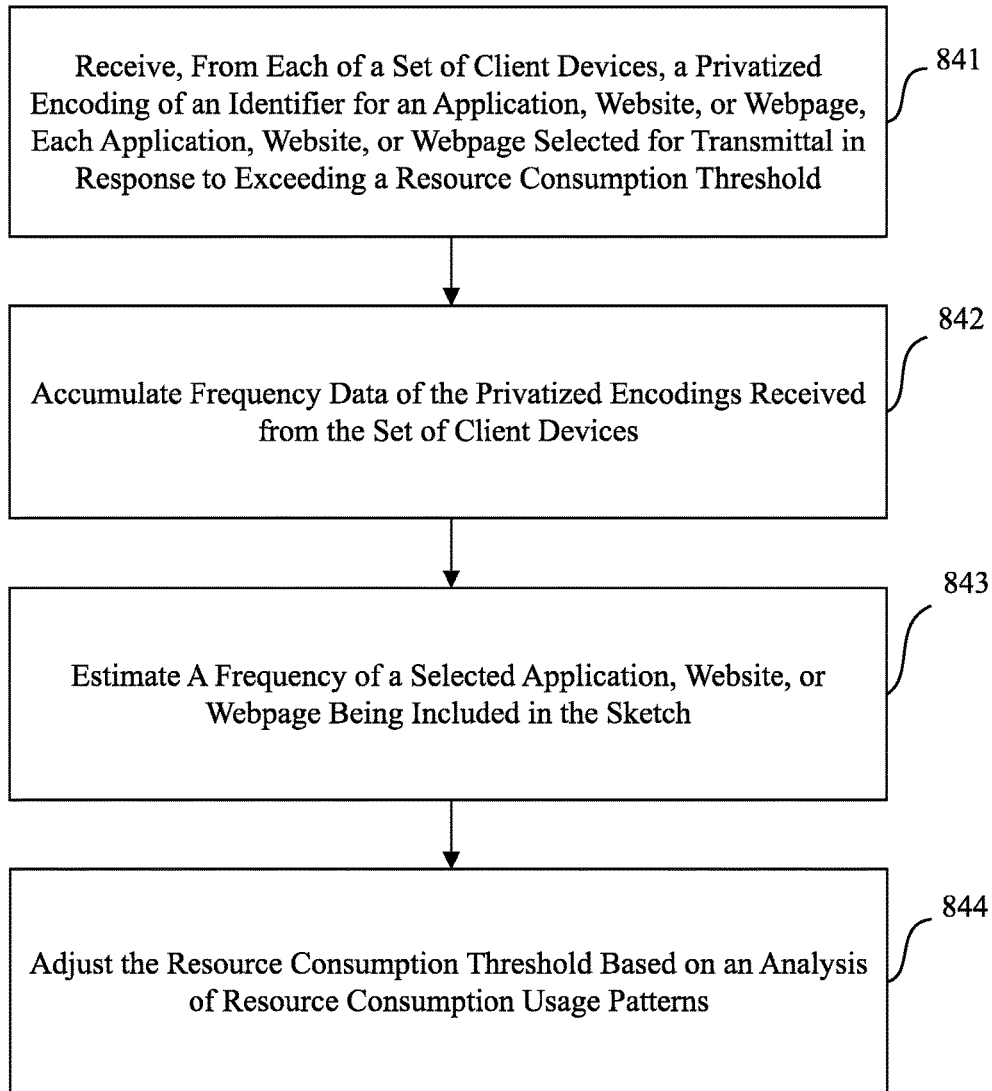 Receive, From Each of a Set of Client Devices, a Privatized
Encoding of an Identifier for an Application, Website, or Webpage,
Each Application, Website, or Webpage Selected for Transmittal in
Response to Exceeding a Resource Consumption Threshold
841
Accumulate Frequency Data of the Privatized Encodings Received
from the Set of Client Devices
842
Estimate A Frequency of a Selected Application, Website, or
Webpage Being Included in the Sketch
843
Adjust the Resource Consumption Threshold Based on an Analysis
of Resource Consumption Usage Patterns
844